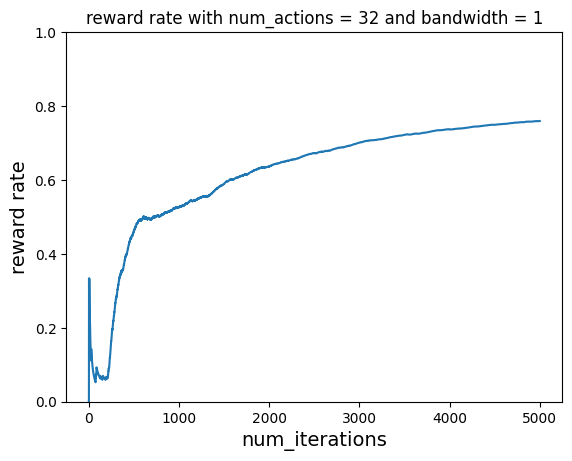 reward rate with num_actions = 32 and bandwidth = 1
1.0
0.8
0.6
0.4
0.2
0.0
reward rate
0 1000 2000 3000 4000 5000
num_iterations